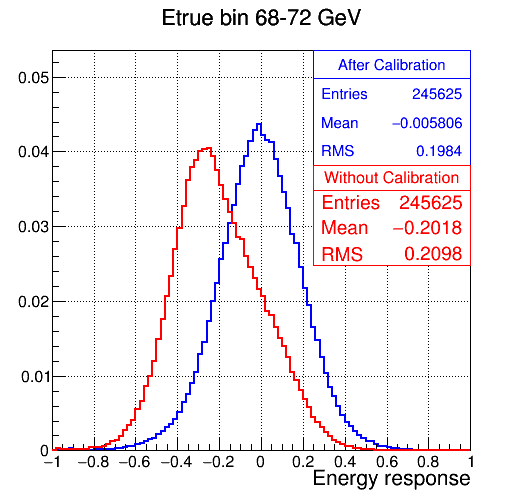 Etrue bin 68-72 GeV
After Calibration
Entries 245625
Mean −0.005806
RMS 0.1984
Without Calibration
Entries 245625
Mean −0.2018
RMS 0.2098
0.05
0.04
0.03
0.02
0.01
0
−1 −0.8 −0.6 −0.4 −0.2 0 0.2 0.4 0.6 0.8 1
Energy response